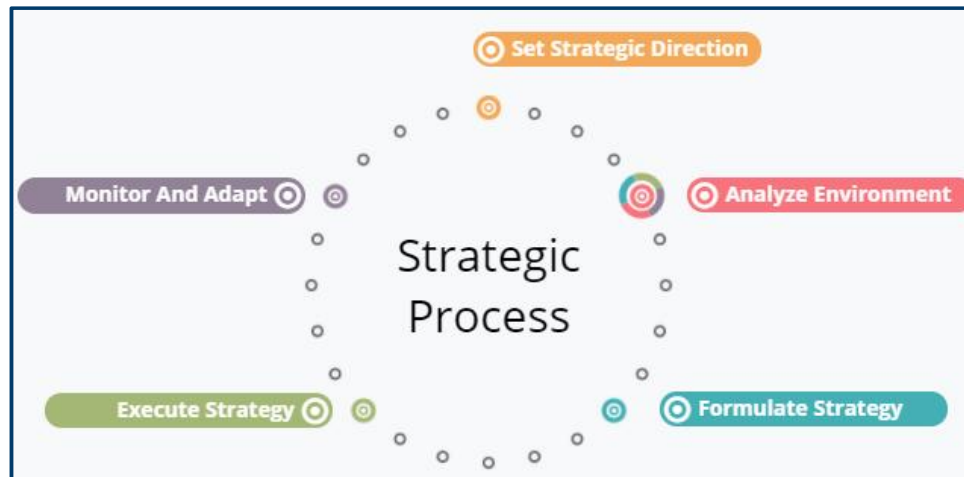 Set Strategic Direction
Monitor And Adapt
Analyze Environment
Strategic
Process
Execute Strategy
Formulate Strategy